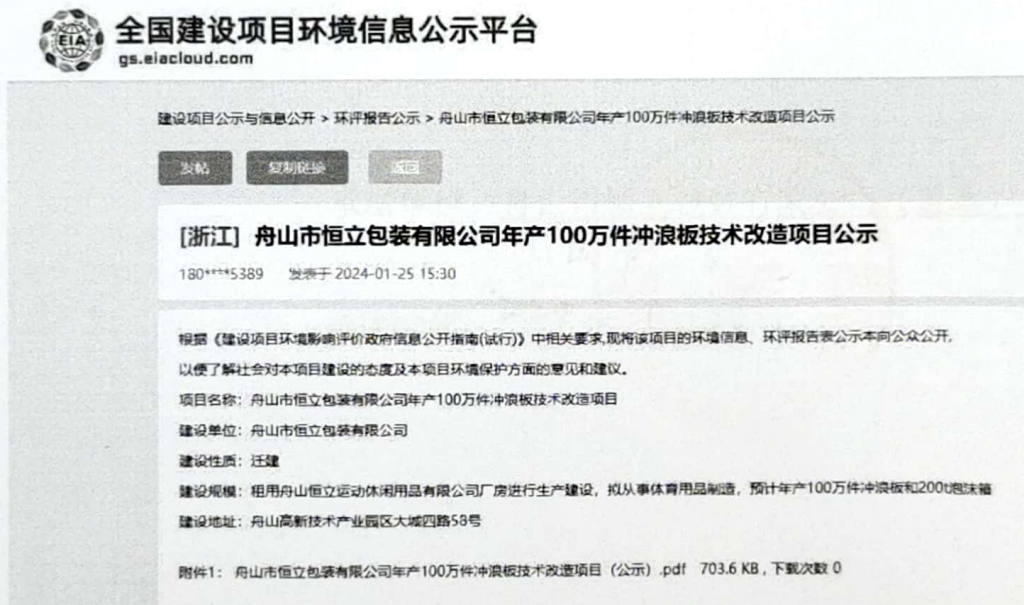 EIA
全国建设项目环境信息公示平台
gs.eiacloud.com
建设项目公示与信息公开 > 环评报告公示 > 舟山市恒立包装有限公司年产100万件冲浪板技术改造项目公示
发帖 复制链接 返回
[浙江] 舟山市恒立包装有限公司年产100万件冲浪板技术改造项目公示
180****5389 发表于 2024-01-25 15:30
根据《建设项目环境影响评价政府信息公开指南(试行)》中相关要求,现将该项目的环境信息、环评报告表公示本向公众公开,
以便了解社会对本项目建设的态度及本项目环境保护方面的意见和建议。
项目名称：舟山市恒立包装有限公司年产100万件冲浪板技术改造项目
建设单位：舟山市恒立包装有限公司
建设性质：迁建
建设规模：租用舟山恒立运动休闲用品有限公司厂房进行生产建设，拟从事体育用品制造，预计年产100万件冲浪板和200t泡沫箱
建设地址：舟山高新技术产业园区大城四路58号
附件1： 舟山市恒立包装有限公司年产100万件冲浪板技术改造项目（公示）.pdf 703.6 KB , 下载次数 0